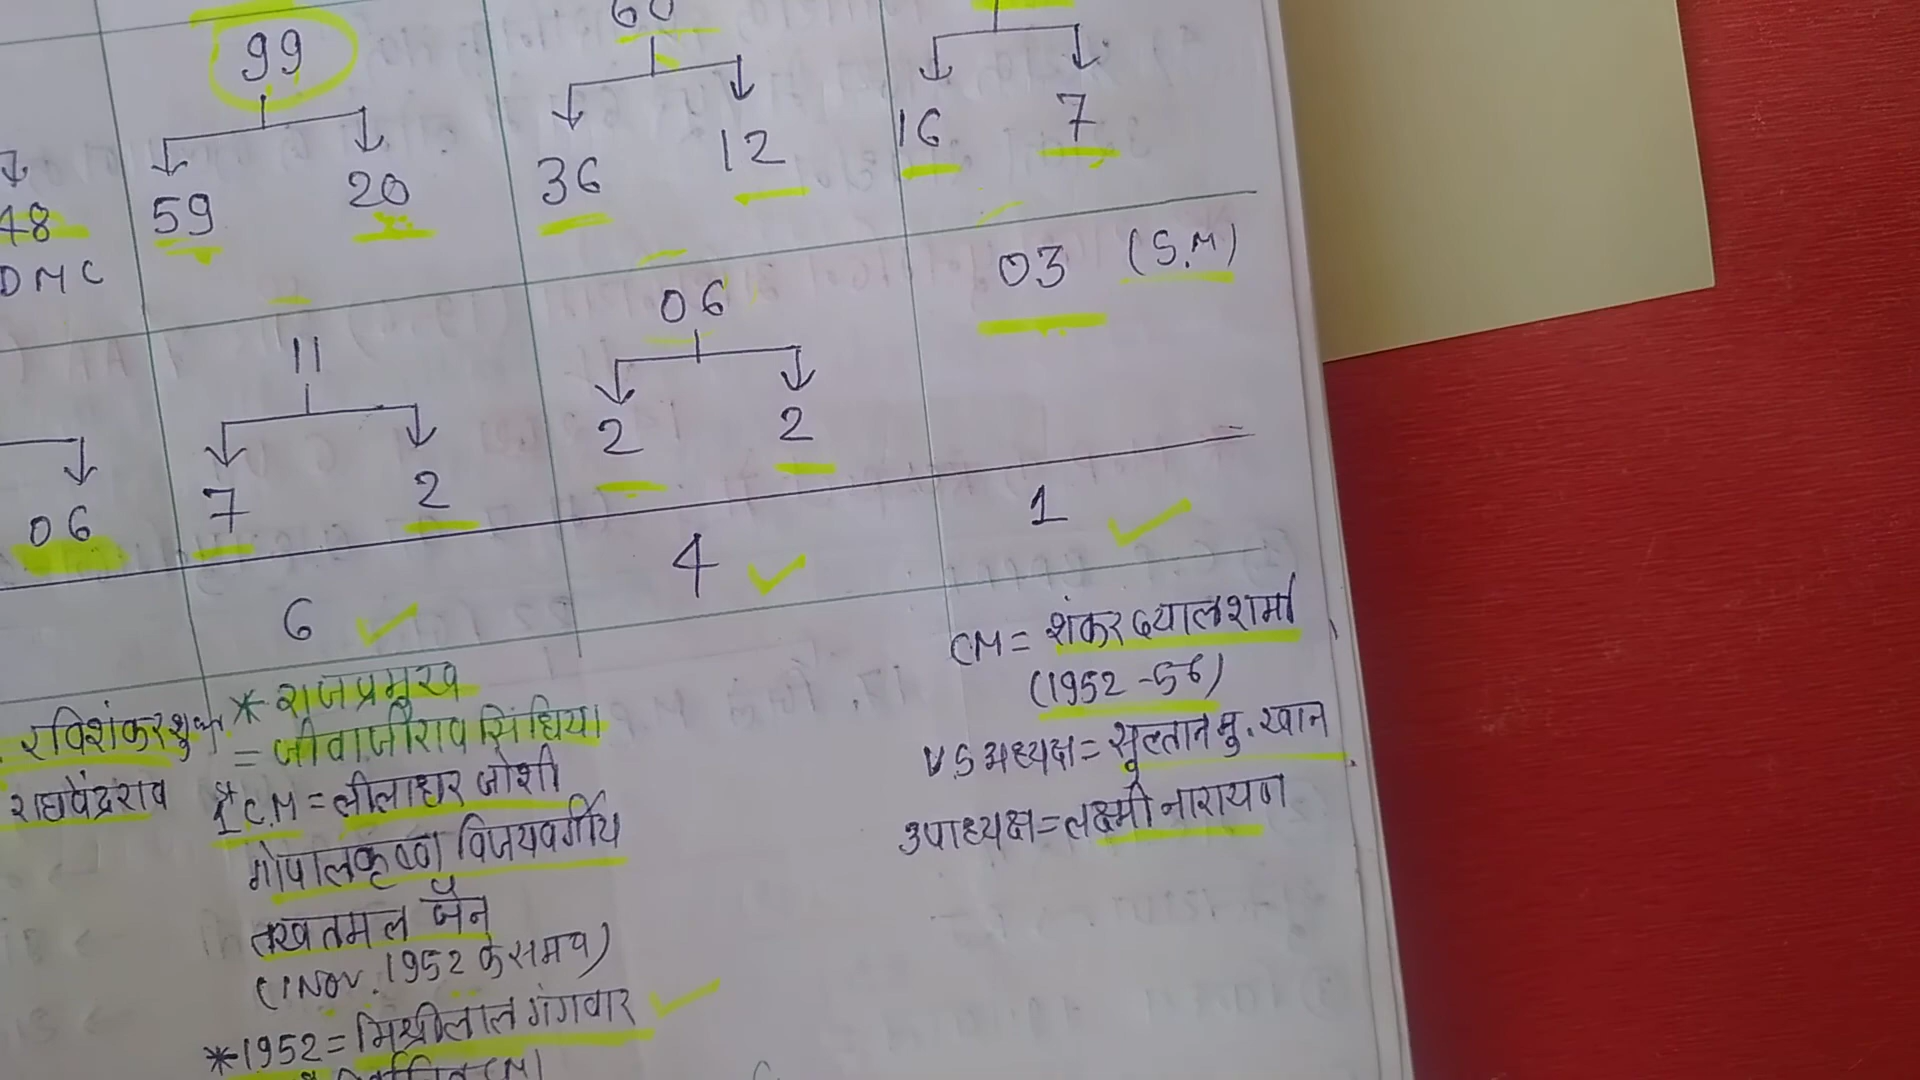 99
60
59 20
36 12
16 7
48
DMC
11
06
03 (S.M)
7 2
2 2
06
6
4
1
रविशंकर शुक्ल
राघवेंद्रराव
* राजप्रमुख
= जीवाजीराव सिंधिया
1 C.M = लीलाधर जोशी
गोपालकृष्ण विजयवर्गीय
तखतमल जैन
(1 Nov. 1952 के समय)
*1952 = मिश्रीलाल गंगवार
CM = शंकर दयाल शर्मा
(1952 -56)
V.S अध्यक्ष = सूल्तान मु. खान
उपाध्यक्ष = लक्ष्मी नारायण